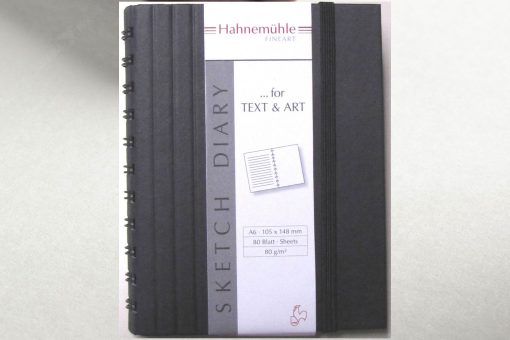 Hahnemühle
FINEART
SKETCH DIARY
... for
TEXT & ART
A6 · 105 x 148 mm
80 Blatt · Sheets
80 g/m²